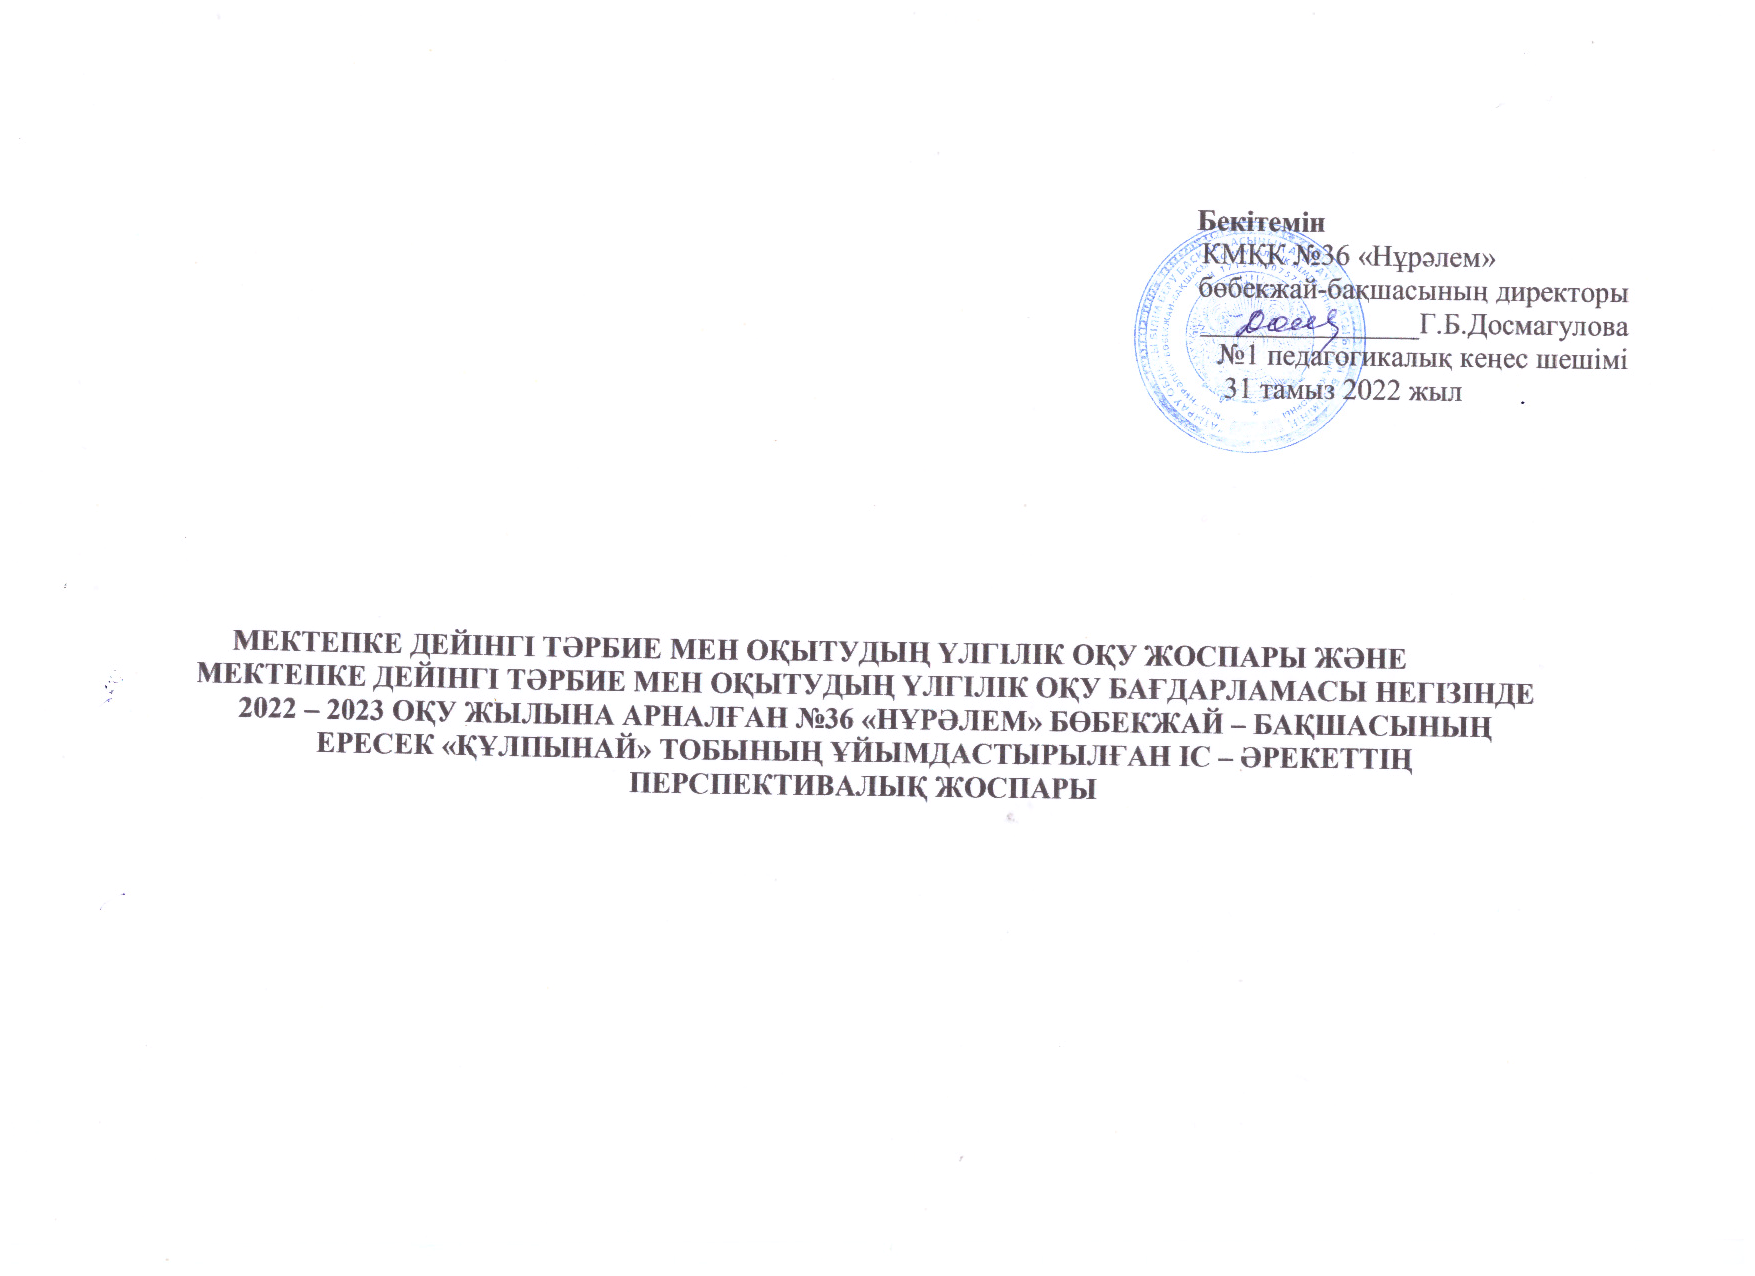 Бекітемін
КМҚК №36 «Нұрәлем»
бөбекжай-бақшасының директоры
________________Г.Б.Досмагулова
№1 педагогикалық кеңес шешімі
31 тамыз 2022 жыл
МЕКТЕПКЕ ДЕЙІНГІ ТӘРБИЕ МЕН ОҚЫТУДЫҢ ҮЛГІЛІК ОҚУ ЖОСПАРЫ ЖӘНЕ
МЕКТЕПКЕ ДЕЙІНГІ ТӘРБИЕ МЕН ОҚЫТУДЫҢ ҮЛГІЛІК ОҚУ БАҒДАРЛАМАСЫ НЕГІЗІНДЕ
2022 – 2023 ОҚУ ЖЫЛЫНА АРНАЛҒАН №36 «НҰРӘЛЕМ» БӨБЕКЖАЙ – БАҚШАСЫНЫҢ
ЕРЕСЕК «ҚҰЛПЫНАЙ» ТОБЫНЫҢ ҰЙЫМДАСТЫРЫЛҒАН ІС – ӘРЕКЕТТІҢ
ПЕРСПЕКТИВАЛЫҚ ЖОСПАРЫ